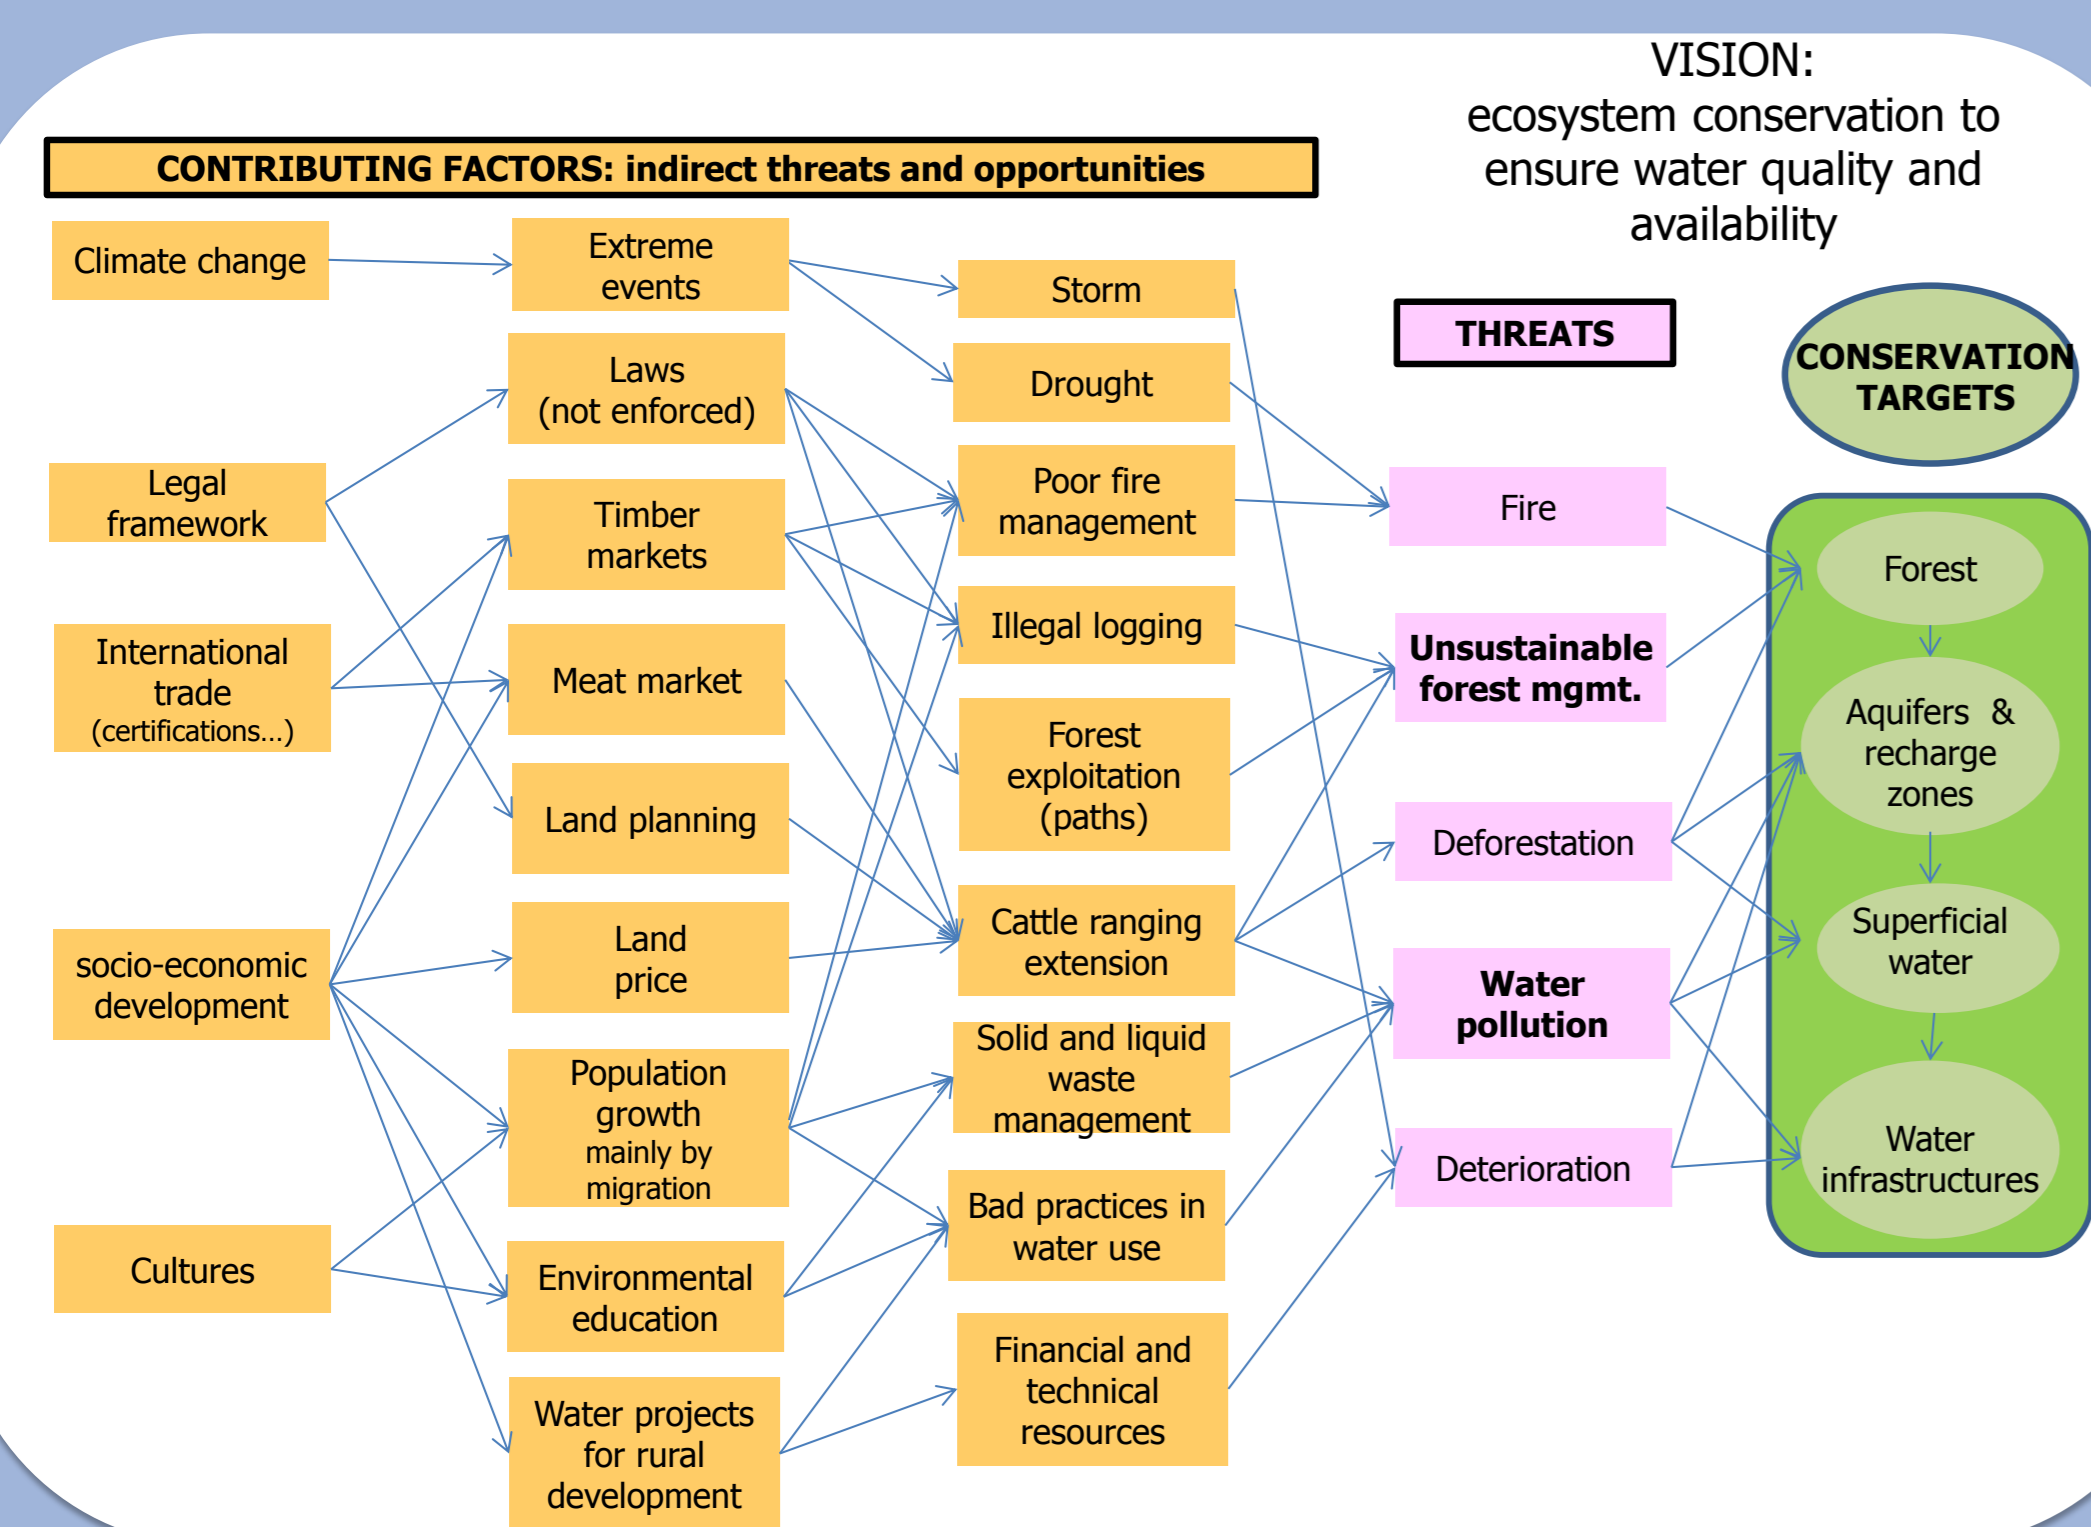 VISION:
ecosystem conservation to
ensure water quality and
availability
CONTRIBUTING FACTORS: indirect threats and opportunities
Climate change
Legal
framework
International
trade
(certifications...)
socio-economic
development
Cultures
Extreme
events
Laws
(not enforced)
Timber
markets
Meat market
Land planning
Land
price
Population
growth
mainly by
migration
Environmental
education
Water projects
for rural
development
Storm
Drought
Poor fire
management
Illegal logging
Forest
exploitation
(paths)
Cattle ranging
extension
Solid and liquid
waste
management
Bad practices in
water use
Financial and
technical
resources
THREATS
Fire
Unsustainable
forest mgmt.
Deforestation
Water
pollution
Deterioration
CONSERVATION
TARGETS
Forest
Aquifers &
recharge
zones
Superficial
water
Water
infrastructures